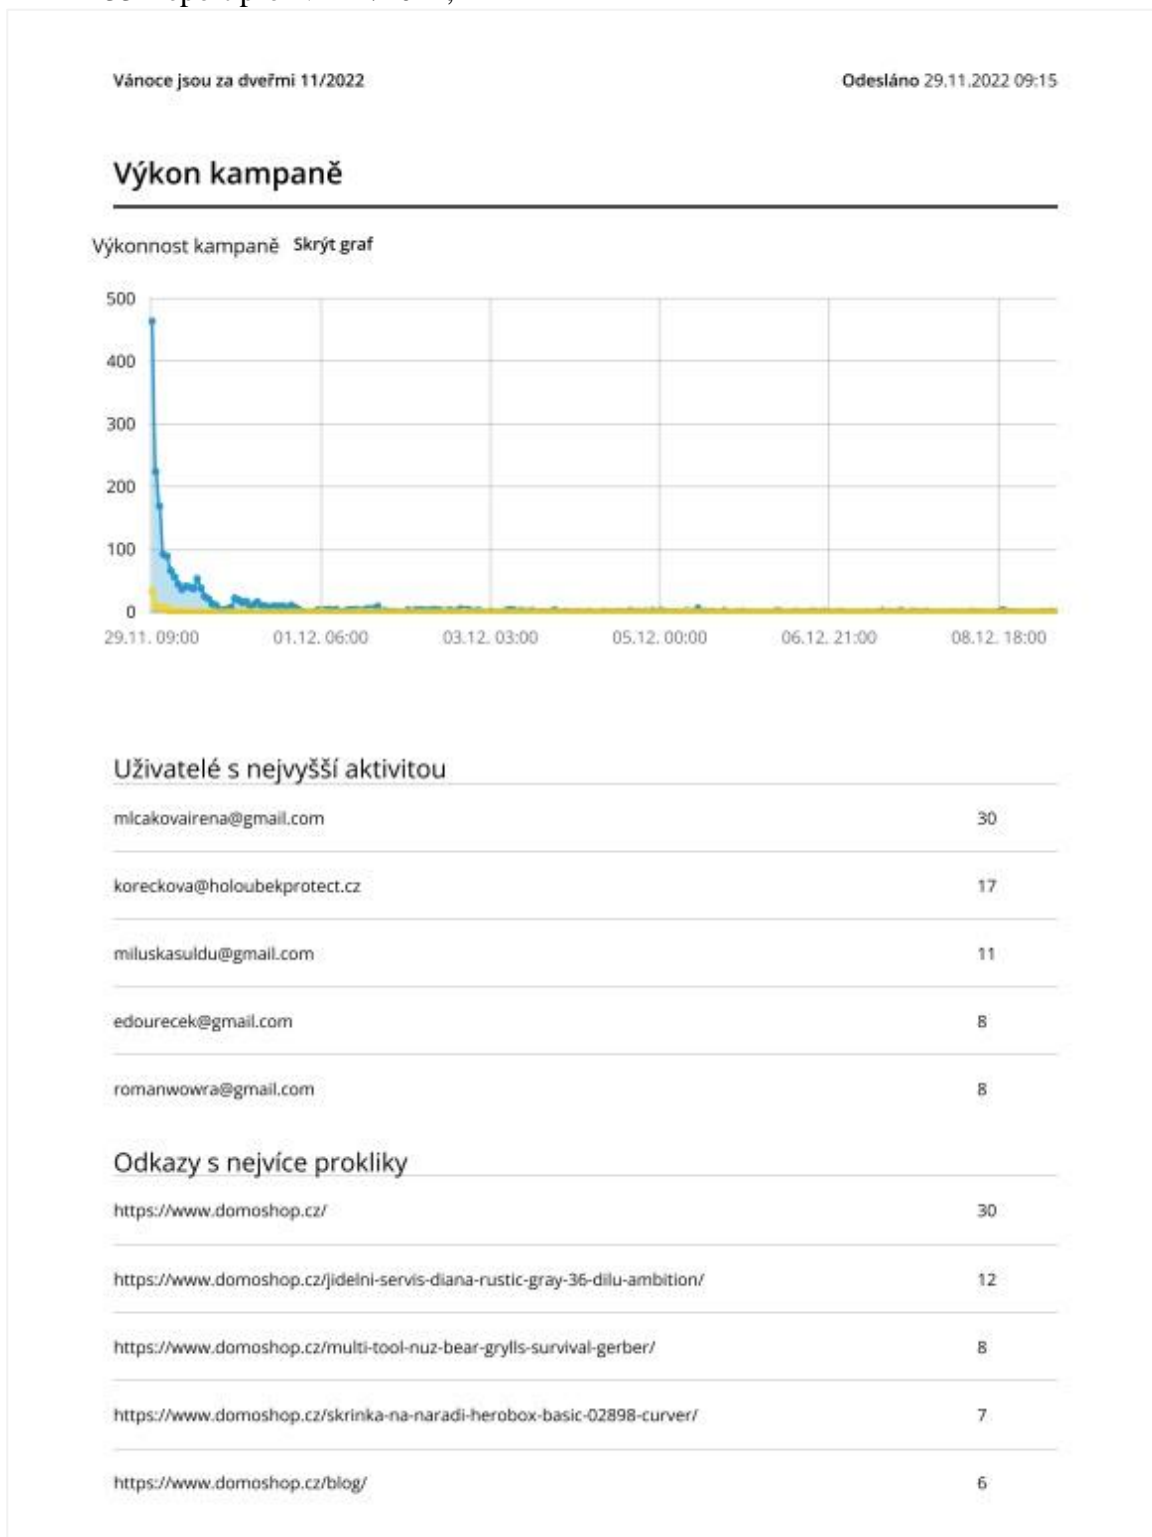 Vánoce jsou za dveřmi 11/2022 Odesláno 29.11.2022 09:15
Výkon kampaně
Výkonnost kampaně Skrýt graf
500
400
300
200
100
0
29.11. 09:00 01.12. 06:00 03.12. 03:00 05.12. 00:00 06.12. 21:00 08.12. 18:00
Uživatelé s nejvyšší aktivitou
mlcakovairena@gmail.com 30
koreckova@holoubekprotect.cz 17
miluskasuldu@gmail.com 11
edourecek@gmail.com 8
romanwowra@gmail.com 8
Odkazy s nejvíce prokliky
https://www.domoshop.cz/ 30
https://www.domoshop.cz/jidelni-servis-diana-rustic-gray-36-dilu-ambition/ 12
https://www.domoshop.cz/multi-tool-nuz-bear-grylls-survival-gerber/ 8
https://www.domoshop.cz/skrinka-na-naradi-herobox-basic-02898-curver/ 7
https://www.domoshop.cz/blog/ 6